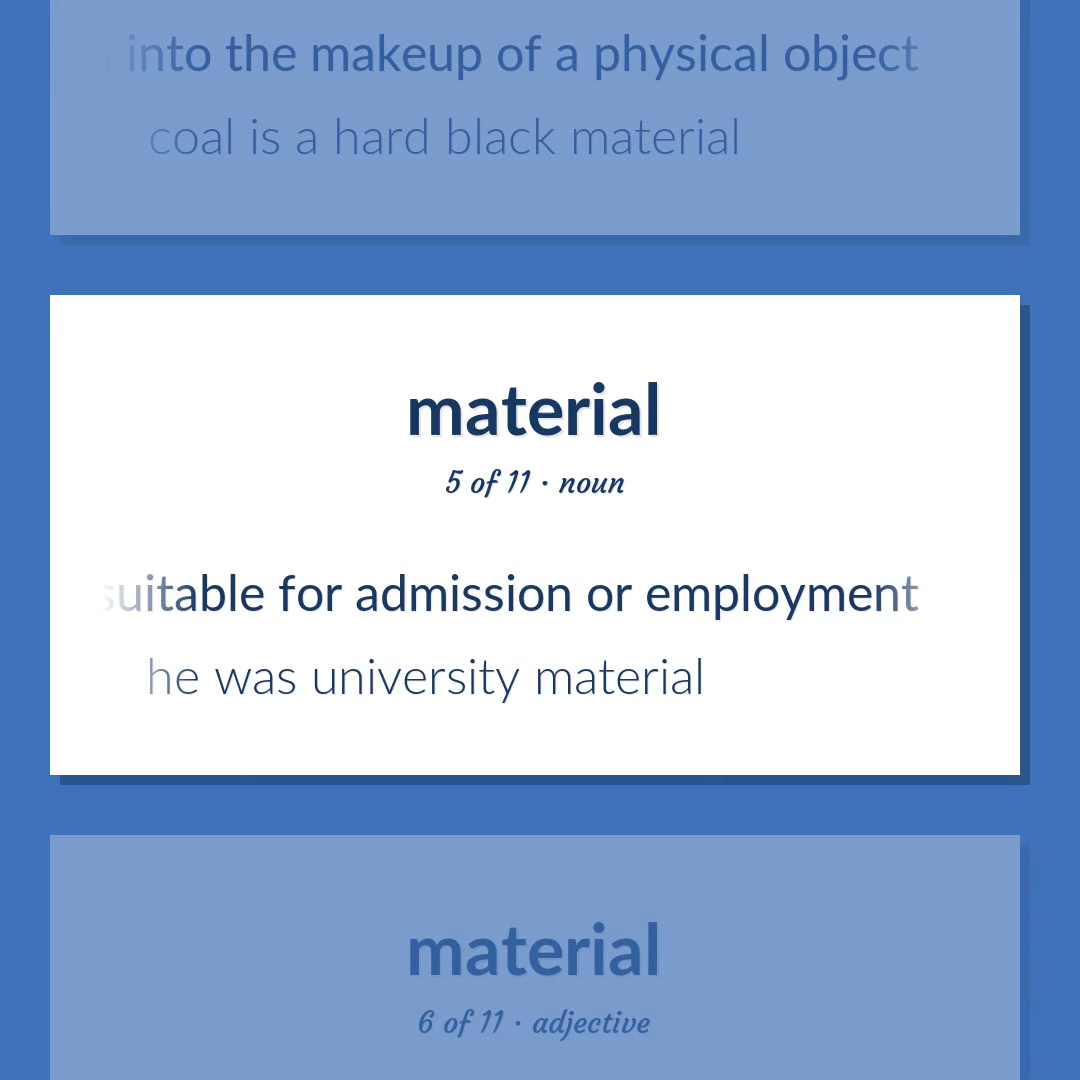 into the makeup of a physical object
coal is a hard black material
material
5 of 11 · noun
suitable for admission or employment
he was university material
material
6 of 11 · adjective